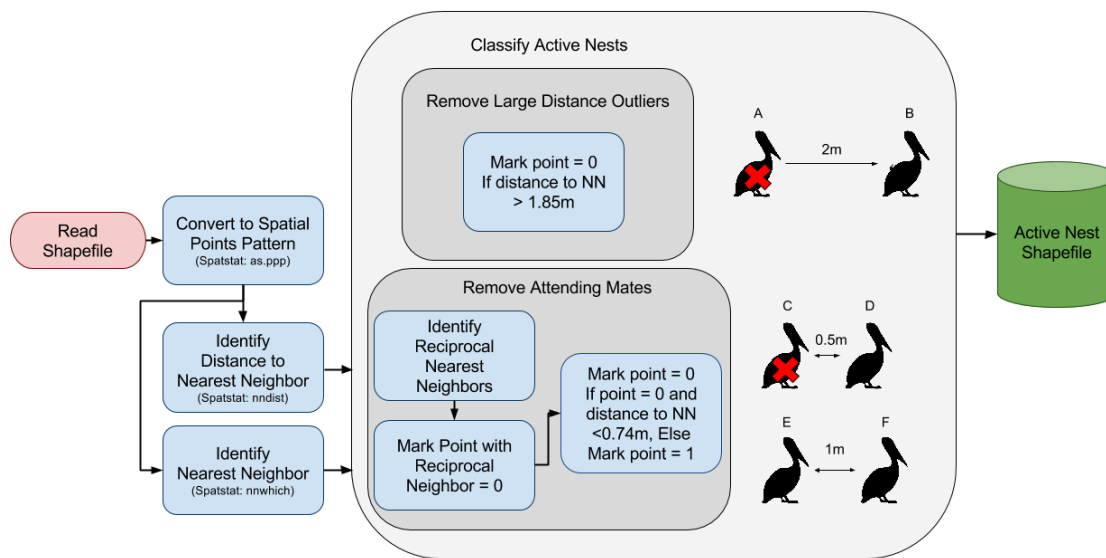 Classify Active Nests
Remove Large Distance Outliers
Mark point = 0
If distance to NN
> 1.85m
A
B
2m
Read
Shapefile
Convert to Spatial
Points Pattern
(Spatstat: as.ppp)
Active Nest
Shapefile
Identify
Distance to
Nearest Neighbor
(Spatstat: nndist)
Identify
Nearest Neighbor
(Spatstat: nnwhich)
Remove Attending Mates
Identify
Reciprocal
Nearest
Neighbors
Mark Point with
Reciprocal
Neighbor = 0
Mark point = 0
If point = 0 and
distance to NN
<0.74m, Else
Mark point = 1
C
D
0.5m
E
F
1m